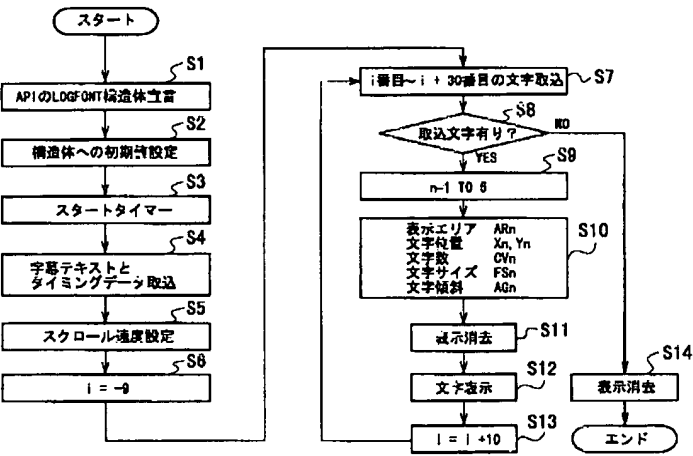 スタート
S1
APIのLOGFONT構造体宣言
S2
構造体への初期値設定
S3
スタートタイマー
S4
字幕テキストと
タイミングデータ取込
S5
スクロール速度設定
S6
i = -9
S7
i番目～i + 30番目の文字取込
S8
取込文字有り？
NO
YES
S9
n-1 TO 6
S10
表示エリア ARn
文字位置 Xn, Yn
文字数 CVn
文字サイズ FSn
文字傾斜 AGn
S11
表示消去
S12
文字表示
S13
i = i +10
S14
表示消去
エンド